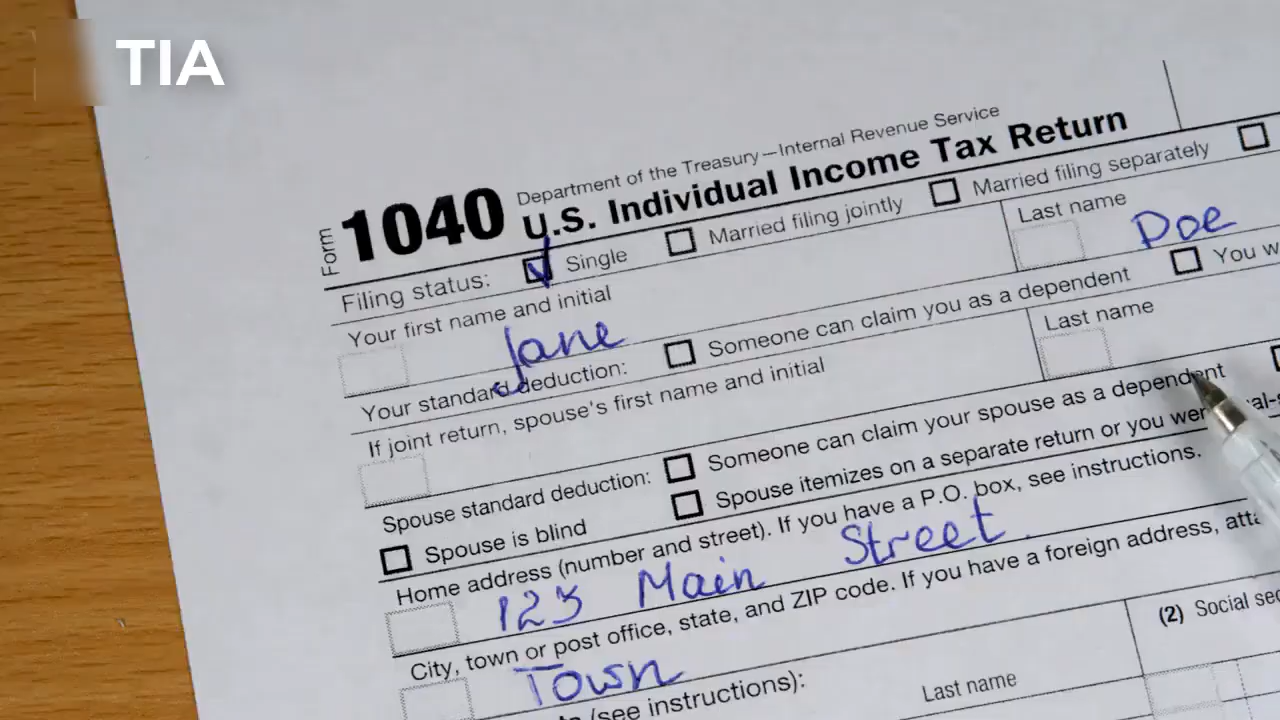 TIA
Department of the Treasury—Internal Revenue Service
Form 1040 U.S. Individual Income Tax Return
Filing status: Single Married filing jointly Married filing separately
Your first name and initial Last name
Jane Doe
Your standard deduction: Someone can claim you as a dependent You w
If joint return, spouse's first name and initial Last name
Spouse standard deduction: Someone can claim your spouse as a dependent
Spouse is blind Spouse itemizes on a separate return or you wer
Home address (number and street). If you have a P.O. box, see instructions.
123 Main Street.
City, town or post office, state, and ZIP code. If you have a foreign address, atta
Town
(see instructions): Last name (2) Social sec